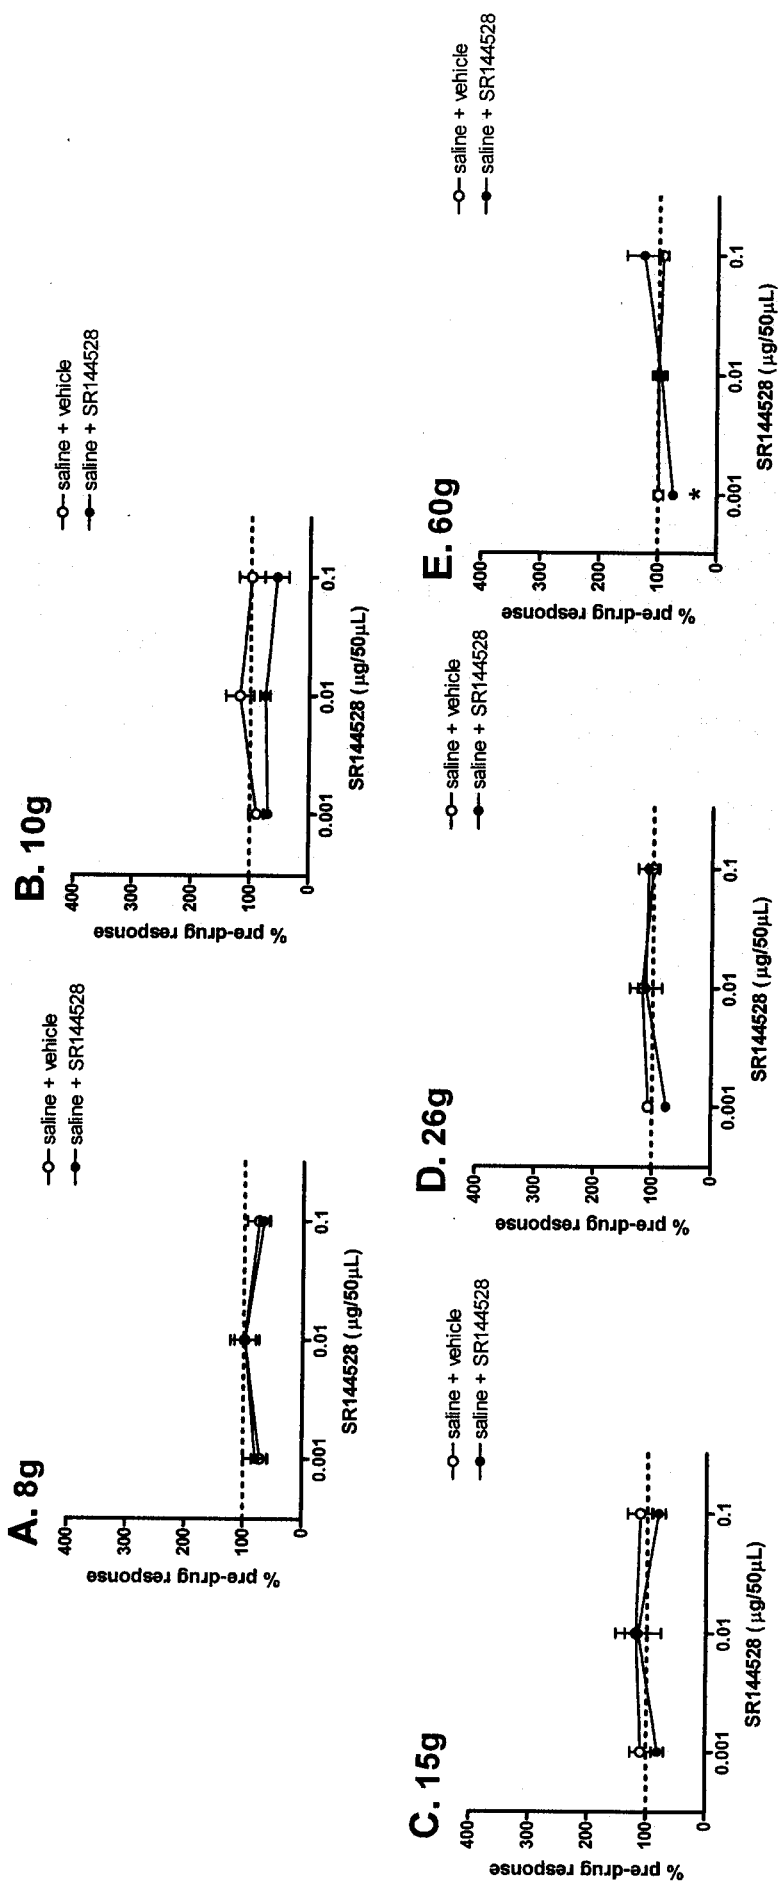 A. 8g
saline + vehicle
saline + SR144528
400
300
200
100
0
% pre-drug response
0.001
0.01
0.1
SR144528 (μg/50μL)
B. 10g
saline + vehicle
saline + SR144528
400
300
200
100
0
% pre-drug response
0.001
0.01
0.1
SR144528 (μg/50μL)
C. 15g
saline + vehicle
saline + SR144528
400
300
200
100
0
% pre-drug response
0.001
0.01
0.1
SR144528 (μg/50μL)
D. 26g
saline + vehicle
saline + SR144528
400
300
200
100
0
% pre-drug response
0.001
0.01
0.1
SR144528 (μg/50μL)
E. 60g
saline + vehicle
saline + SR144528
400
300
200
100
0
% pre-drug response
*
0.001
0.01
0.1
SR144528 (μg/50μL)